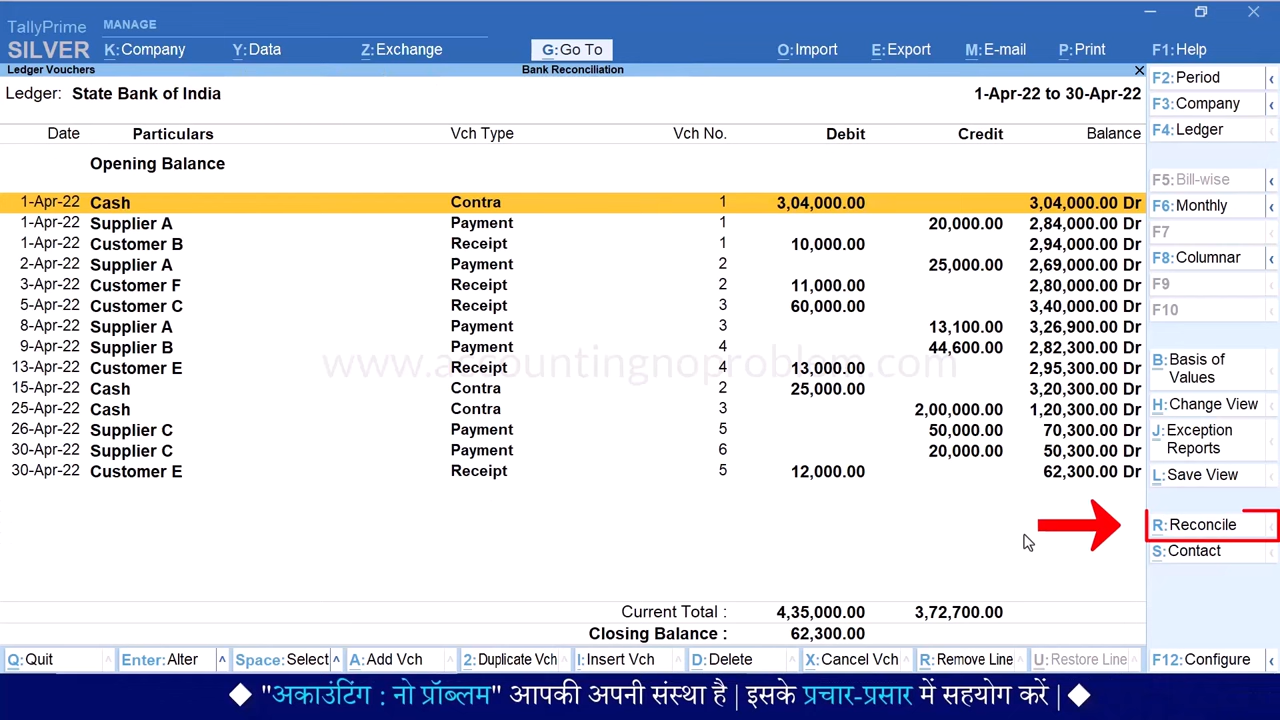 TallyPrime MANAGE
SILVER K:Company Y:Data Z:Exchange G:Go To O:Import E:Export M:E-mail P:Print F1:Help
Ledger Vouchers Bank Reconciliation
Ledger: State Bank of India 1-Apr-22 to 30-Apr-22
Date Particulars Vch Type Vch No. Debit Credit Balance
Opening Balance
1-Apr-22 Cash Contra 1 3,04,000.00 3,04,000.00 Dr
1-Apr-22 Supplier A Payment 1 20,000.00 2,84,000.00 Dr
1-Apr-22 Customer B Receipt 1 10,000.00 2,94,000.00 Dr
2-Apr-22 Supplier A Payment 2 25,000.00 2,69,000.00 Dr
3-Apr-22 Customer F Receipt 2 11,000.00 2,80,000.00 Dr
5-Apr-22 Customer C Receipt 3 60,000.00 3,40,000.00 Dr
8-Apr-22 Supplier A Payment 3 13,100.00 3,26,900.00 Dr
9-Apr-22 Supplier B Payment 4 44,600.00 2,82,300.00 Dr
www.accountingnoproblem.com
13-Apr-22 Customer E Receipt 4 13,000.00 2,95,300.00 Dr
15-Apr-22 Cash Contra 2 25,000.00 3,20,300.00 Dr
25-Apr-22 Cash Contra 3 2,00,000.00 1,20,300.00 Dr
26-Apr-22 Supplier C Payment 5 50,000.00 70,300.00 Dr
30-Apr-22 Supplier C Payment 6 20,000.00 50,300.00 Dr
30-Apr-22 Customer E Receipt 5 12,000.00 62,300.00 Dr
Current Total : 4,35,000.00 3,72,700.00
Closing Balance : 62,300.00
F2:Period
F3:Company
F4:Ledger
F5:Bill-wise
F6:Monthly
F7
F8:Columnar
F9
F10
B:Basis of
Values
H:Change View
J:Exception
Reports
L:Save View
R:Reconcile
S:Contact
Q:Quit Enter:Alter Space:Select A:Add Vch 2:Duplicate Vch I:Insert Vch D:Delete X:Cancel Vch R:Remove Line U:Restore Line F12:Configure
◆ "अकाउंटिंग : नो प्रॉब्लम" आपकी अपनी संस्था है | इसके प्रचार-प्रसार में सहयोग करें | ◆